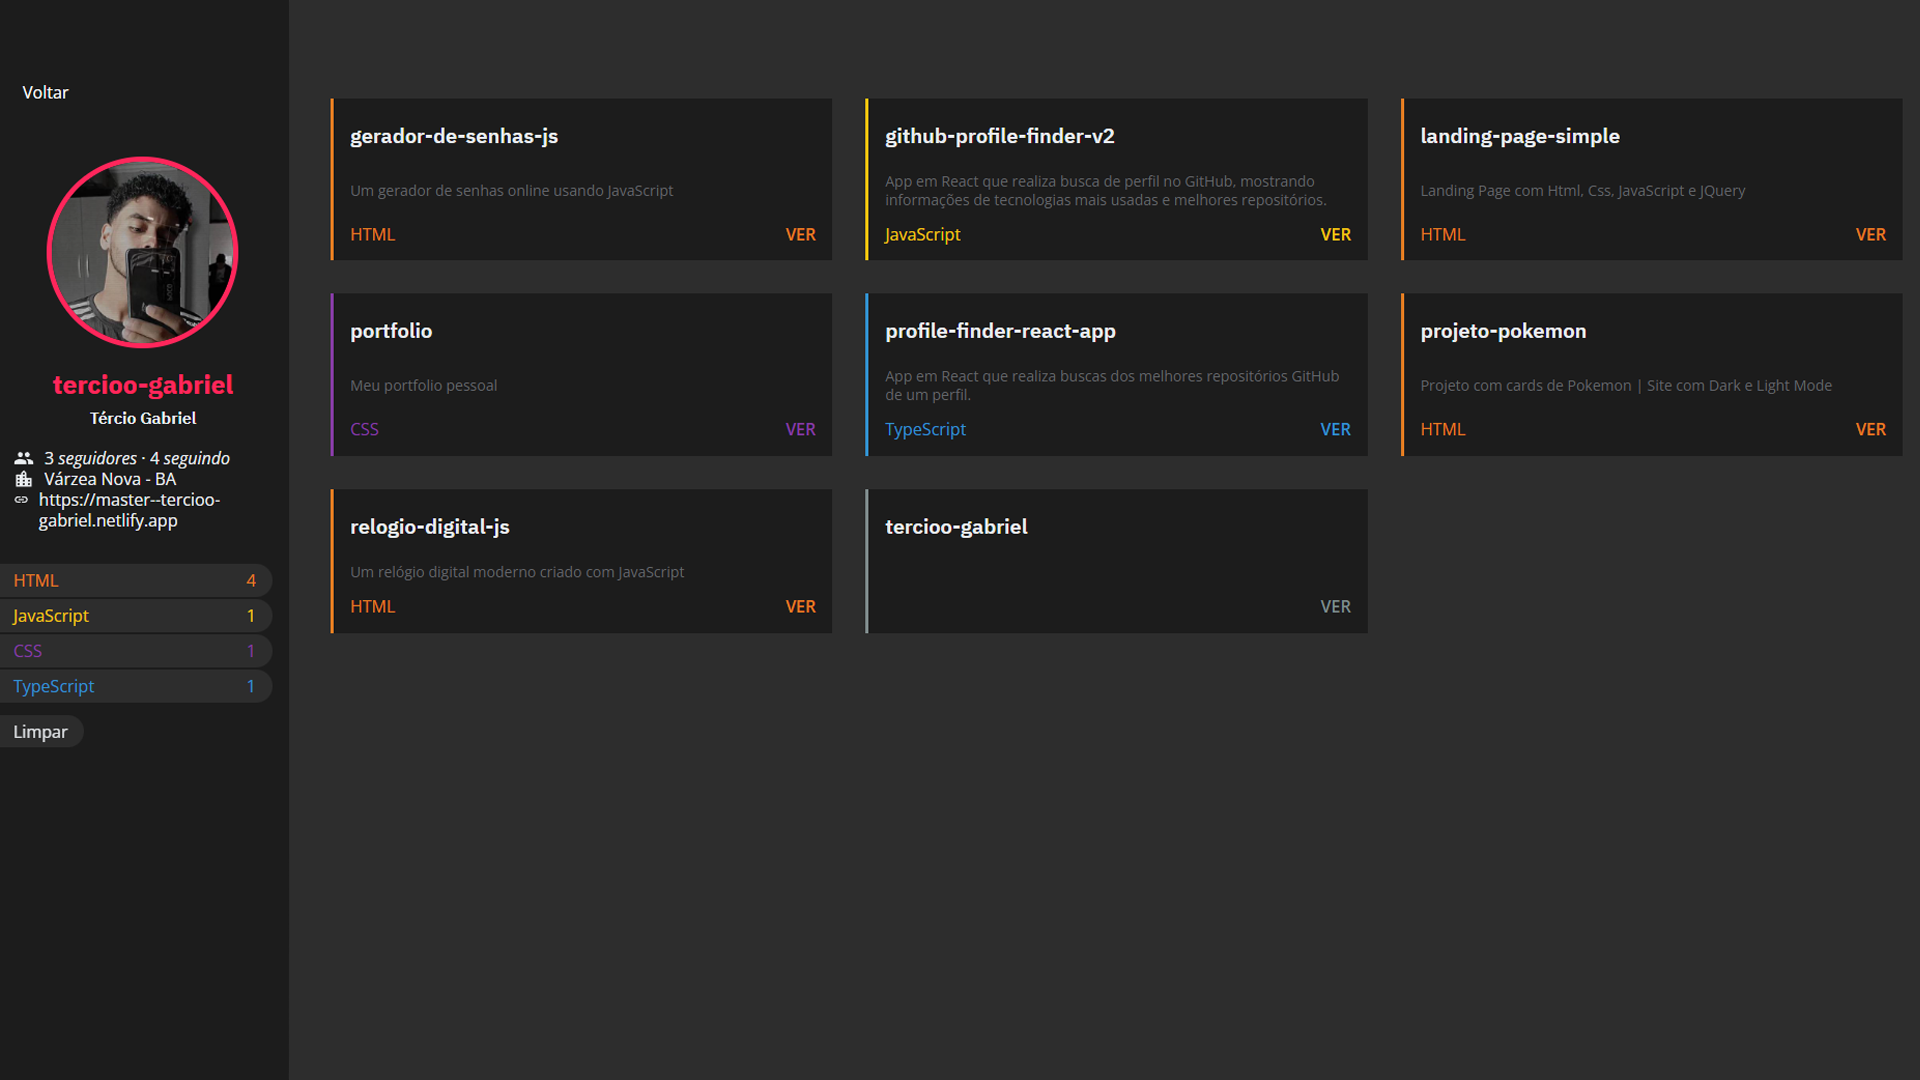 Voltar
tercioo-gabriel
Tércio Gabriel
3 seguidores · 4 seguindo
Várzea Nova - BA
https://master--tercioo-
gabriel.netlify.app
HTML 4
JavaScript 1
CSS 1
TypeScript 1
Limpar
gerador-de-senhas-js
Um gerador de senhas online usando JavaScript
HTML VER
github-profile-finder-v2
App em React que realiza busca de perfil no GitHub, mostrando
informações de tecnologias mais usadas e melhores repositórios.
JavaScript VER
landing-page-simple
Landing Page com Html, Css, JavaScript e JQuery
HTML VER
portfolio
Meu portfolio pessoal
CSS VER
profile-finder-react-app
App em React que realiza buscas dos melhores repositórios GitHub
de um perfil.
TypeScript VER
projeto-pokemon
Projeto com cards de Pokemon | Site com Dark e Light Mode
HTML VER
relogio-digital-js
Um relógio digital moderno criado com JavaScript
HTML VER
tercioo-gabriel
VER